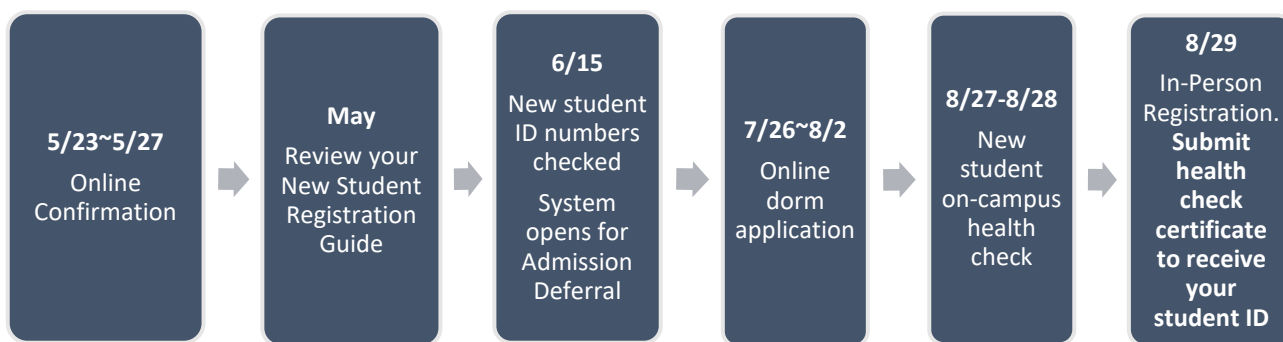 5/23~5/27
Online
Confirmation
May
Review your
New Student
Registration
Guide
6/15
New student
ID numbers
checked
System
opens for
Admission
Deferral
7/26~8/2
Online
dorm
application
8/27-8/28
New
student
on-campus
health
check
8/29
In-Person
Registration.
Submit
health
check
certificate
to receive
your
student ID